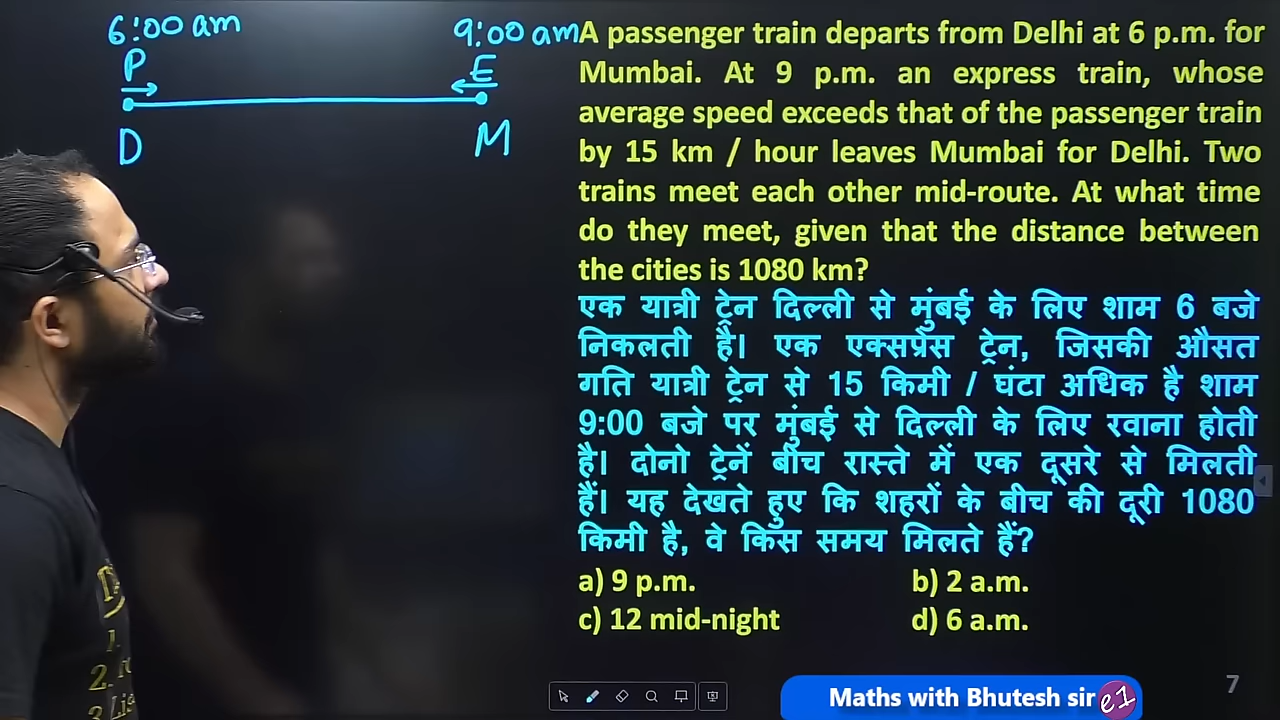 6:00 am
9:00 am
P
E
D
M
A passenger train departs from Delhi at 6 p.m. for
Mumbai. At 9 p.m. an express train, whose
average speed exceeds that of the passenger train
by 15 km / hour leaves Mumbai for Delhi. Two
trains meet each other mid-route. At what time
do they meet, given that the distance between
the cities is 1080 km?
एक यात्री ट्रेन दिल्ली से मुंबई के लिए शाम 6 बजे
निकलती है। एक एक्सप्रेस ट्रेन, जिसकी औसत
गति यात्री ट्रेन से 15 किमी / घंटा अधिक है शाम
9:00 बजे पर मुंबई से दिल्ली के लिए रवाना होती
है। दोनो ट्रेनें बीच रास्ते में एक दूसरे से मिलती
हैं। यह देखते हुए कि शहरों के बीच की दूरी 1080
किमी है, वे किस समय मिलते हैं?
a) 9 p.m. b) 2 a.m.
c) 12 mid-night d) 6 a.m.
7
Maths with Bhutesh sir e1